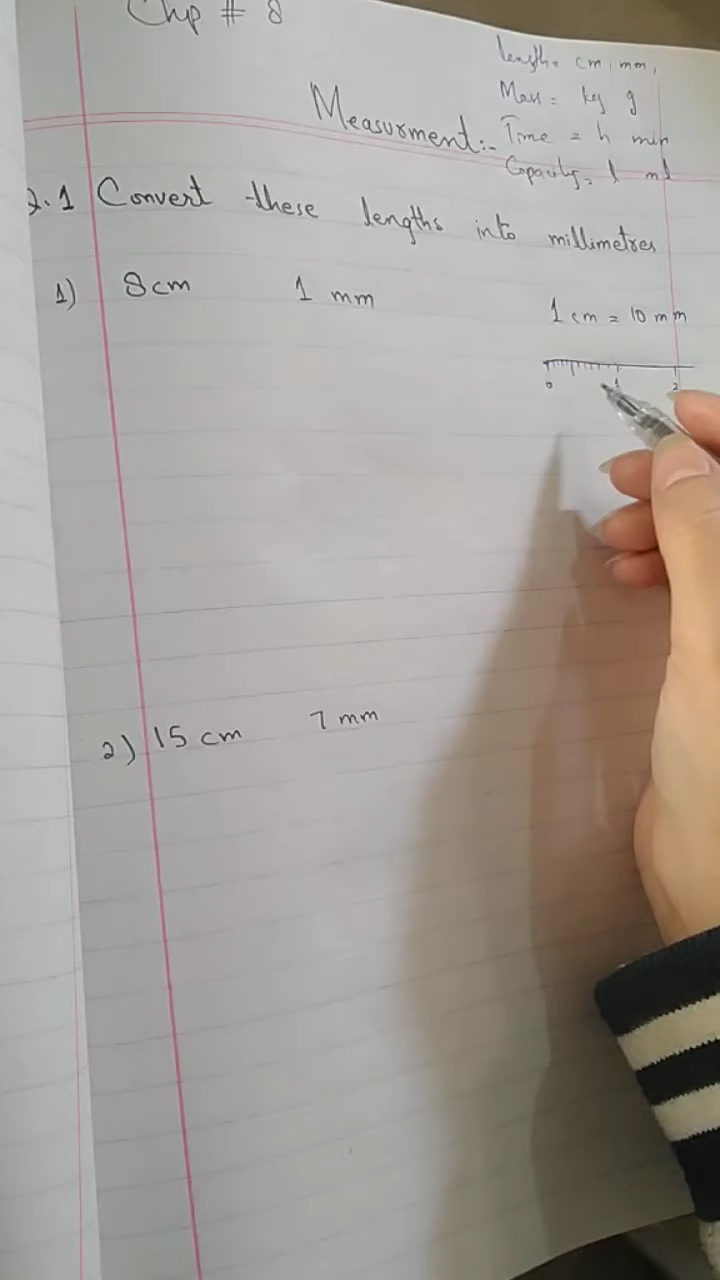 Chp # 8
length = cm, mm,
Mass = kg g
Measurment:-
Time = h min
Capacity = l ml
Q.1 Convert these lengths into millimetres
1) 8cm 1 mm
1 cm = 10 mm
0 1 2
2) 15 cm 7 mm